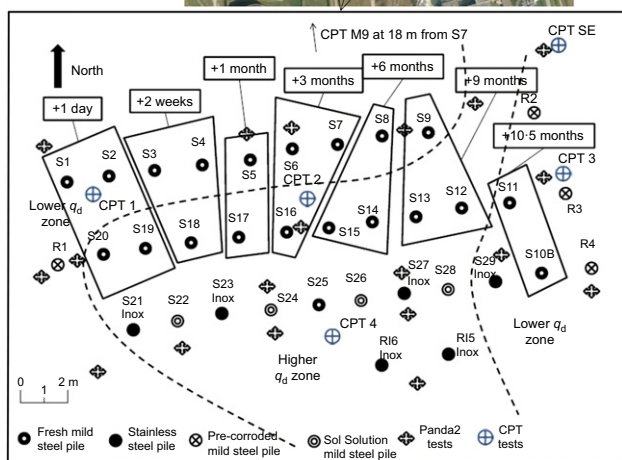 CPT M9 at 18 m from S7
CPT SE
North
+1 day
+2 weeks
+1 month
+3 months
+6 months
+9 months
+10·5 months
R2
S1
S2
S3
S4
S5
S6
S7
S8
S9
S11
CPT 3
R3
CPT 1
CPT 2
Lower qd
zone
R1
S20
S19
S18
S17
S16
S15
S14
S13
S12
S10B
R4
S21
Inox
S22
S23
Inox
S24
S25
S26
S27
Inox
S28
S29
Inox
CPT 4
Higher
qd zone
RI6
Inox
RI5
Inox
Lower qd
zone
0
1
2 m
Fresh mild
steel pile
Stainless
steel pile
Pre-corroded
mild steel pile
Sol Solution
mild steel pile
Panda2
tests
CPT
tests